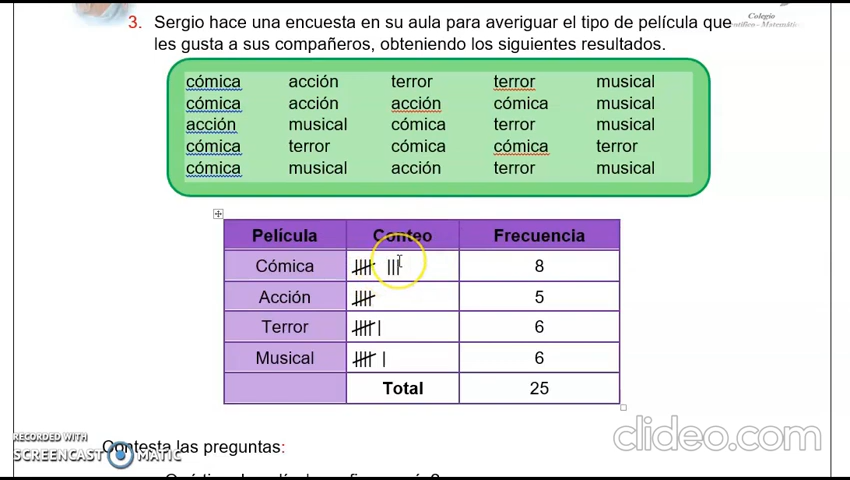 3. Sergio hace una encuesta en su aula para averiguar el tipo de película que
les gusta a sus compañeros, obteniendo los siguientes resultados.
Colegio
cómica acción terror terror musical
cómica acción acción cómica musical
acción musical cómica terror musical
cómica terror cómica cómica terror
cómica musical acción terror musical
Película Conteo Frecuencia
Cómica 8
Acción 5
Terror 6
Musical 6
Total 25
Contesta las preguntas:
RECORDED WITH
SCREENCAST MATIC
clideo.com